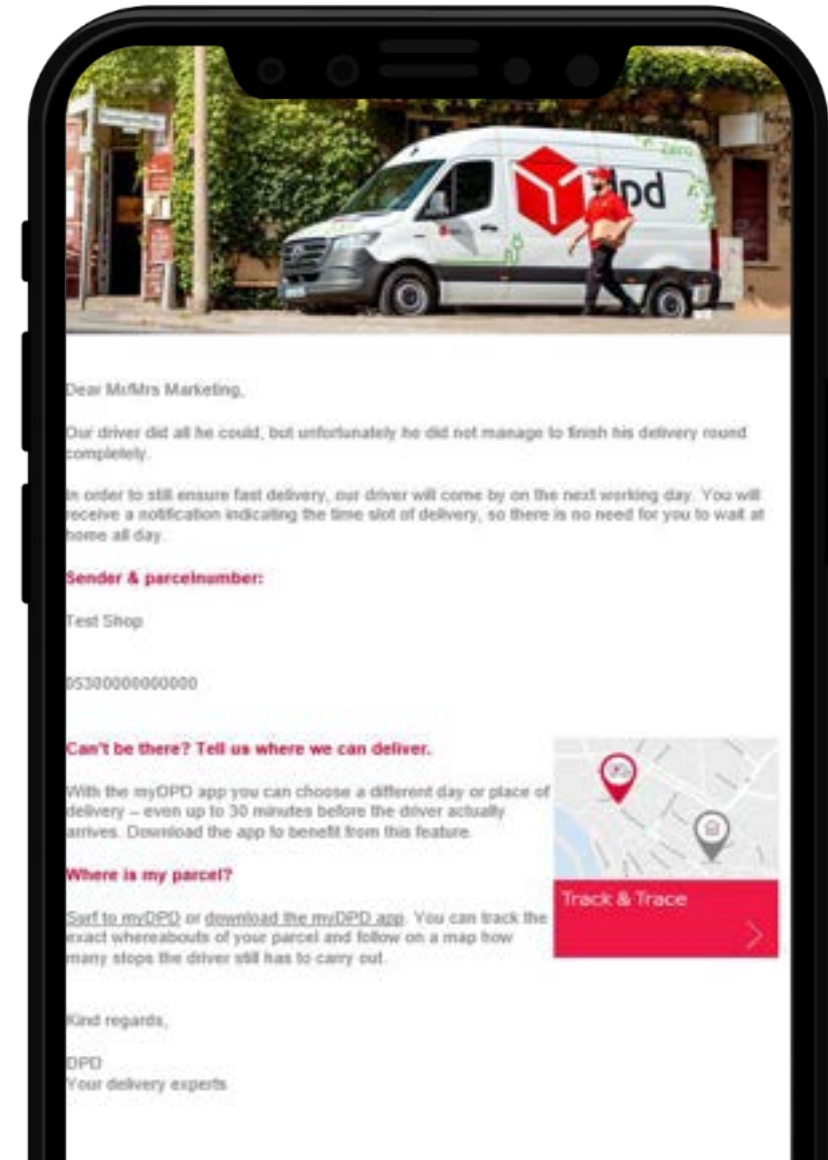 dpd
zero
Dear Mr/Mrs Marketing,
Our driver did all he could, but unfortunately he did not manage to finish his delivery round
completely.
In order to still ensure fast delivery, our driver will come by on the next working day. You will
receive a notification indicating the time slot of delivery, so there is no need for you to wait at
home all day.
Sender & parcelnumber:
Test Shop
05300000000000
Can't be there? Tell us where we can deliver.
With the myDPD app you can choose a different day or place of
delivery – even up to 30 minutes before the driver actually
arrives. Download the app to benefit from this feature.
Where is my parcel?
Surf to myDPD or download the myDPD app. You can track the
exact whereabouts of your parcel and follow on a map how
many stops the driver still has to carry out.
Track & Trace
Kind regards,
DPD
Your delivery experts